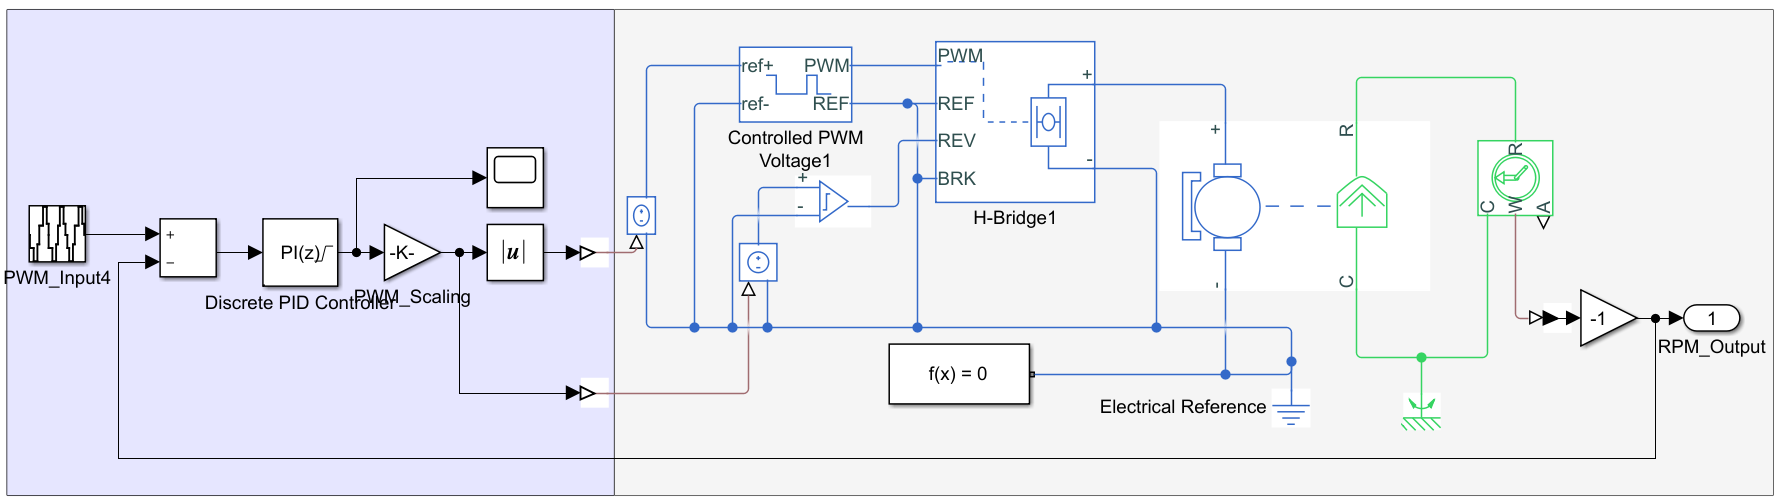 PWM_Input4
+
−
PI(z)
Discrete PID Controller
-K-
PWM_Scaling
|u|
ref+
PWM
ref-
REF
Controlled PWM
Voltage1
+
-
PWM
REF
REV
BRK
+
-
H-Bridge1
+
-
R
C
R
C
W
A
f(x) = 0
Electrical Reference
-1
1
RPM_Output